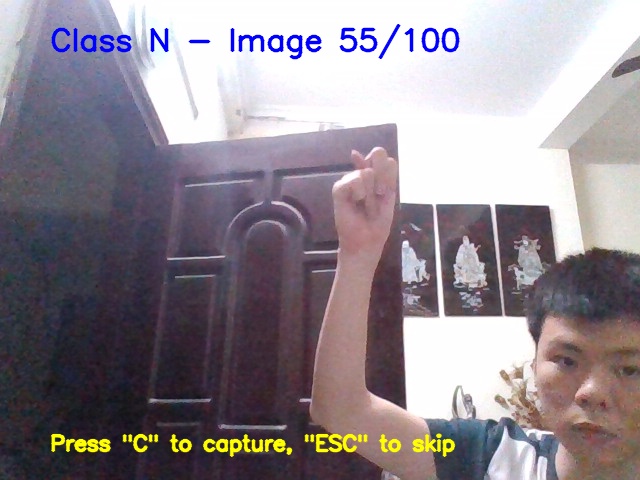 Class N - Image 55/100
Press "C" to capture, "ESC" to skip